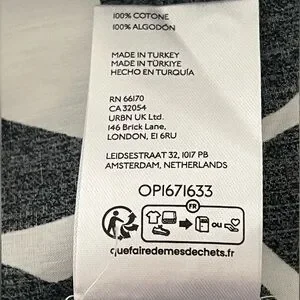 100% COTONE
100% ALGODÓN
MADE IN TURKEY
MADE IN TÜRKIYE
HECHO EN TURQUÍA
RN 66170
CA 32054
URBN UK Ltd.
146 Brick Lane,
LONDON, E1 6RU
LEIDSESTRAAT 32, 1017 PB
AMSTERDAM, NETHERLANDS
OP1671633
FR
OU
quefairedemesdechets.fr